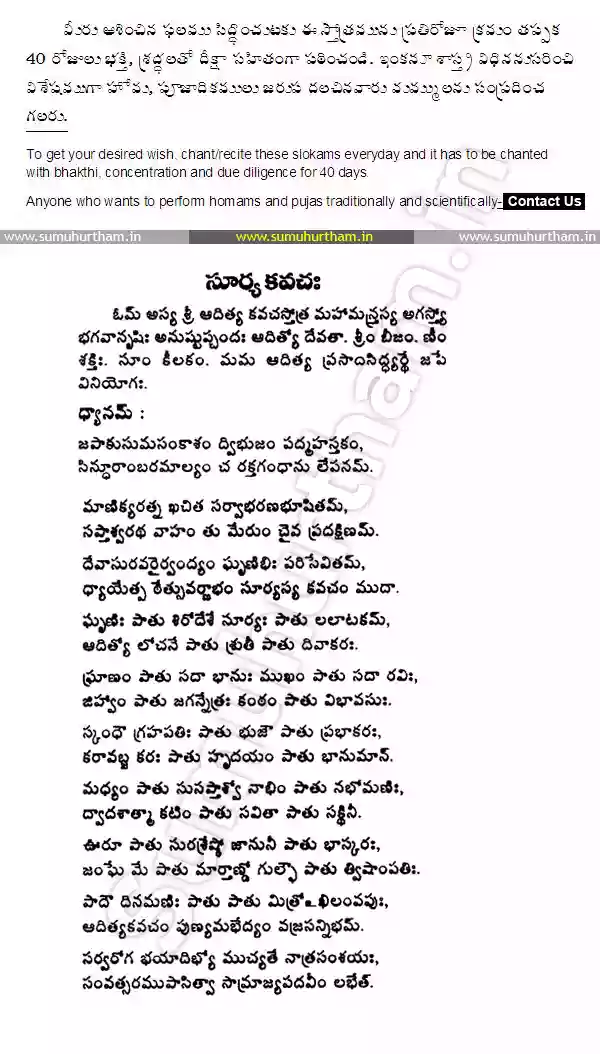 మీరు ఆశించిన ఫలము సిద్ధించుటకు ఈ స్తోత్రమును ప్రతిరోజూ క్రమం తప్పక
40 రోజులు భక్తి, శ్రద్ధలతో దీక్షా సహితంగా పఠించండి. ఇంకనూ శాస్త్ర విధిననుసరించి
విశేషముగా హోమ, పూజాదికములు జరుప దలచినవారు మమ్ములను సంప్రదించ
గలరు.
To get your desired wish, chant/recite these slokams everyday and it has to be chanted
with bhakthi, concentration and due diligence for 40 days.
Anyone who wants to perform homams and pujas traditionally and scientifically- Contact Us
www.sumuhurtham.in www.sumuhurtham.in www.sumuhurtham.in
సూర్య కవచః
ఓమ్ అస్య శ్రీ ఆదిత్య కవచస్తోత్ర మహామన్త్రస్య అగస్త్యో
భగవానృషిః అనుష్టుప్ఛందః ఆదిత్యో దేవతా. శ్రీం బీజం. ణీం
శక్తిః. సూం కీలకం. మమ ఆదిత్య ప్రసాదసిద్ధ్యర్థే జపే
వినియోగః.
ధ్యానమ్ :
జపాకుసుమసంకాశం ద్విభుజం పద్మహస్తకం,
సిన్ధూరాంబరమాల్యం చ రక్తగంధాను లేపనమ్.
మాణిక్యరత్న ఖచిత సర్వాభరణభూషితమ్,
సప్తాశ్వరథ వాహం తు మేరుం చైవ ప్రదక్షిణమ్.
దేవాసురవరైర్వంద్యం ఘృణిభిః పరిసేవితమ్,
ధ్యాయేత్ప ఠేత్సువర్ణాభం సూర్యస్య కవచం ముదా.
ఘృణిః పాతు శిరోదేశే సూర్యః పాతు లలాటకమ్,
ఆదిత్యో లోచనే పాతు శ్రుతీ పాతు దివాకరః.
ఘ్రాణం పాతు సదా భానుః ముఖం పాతు సదా రవిః,
జిహ్వాం పాతు జగన్నేత్రః కంఠం పాతు విభావసుః.
స్కంధౌ గ్రహపతిః పాతు భుజౌ పాతు ప్రభాకరః,
కరావబ్జ కరః పాతు హృదయం పాతు భానుమాన్.
మధ్యం పాతు సుసప్తాశ్వో నాభిం పాతు నభోమణిః,
ద్వాదశాత్మా కటిం పాతు సవితా పాతు సక్థినీ.
ఊరూ పాతు సురశ్రేష్ఠో జానునీ పాతు భాస్కరః,
జంఘే మే పాతు మార్తాణ్డో గుల్ఫౌ పాతు త్విషాంపతిః.
పాదౌ దినమణిః పాతు పాతు మిత్రోఽఖిలంవపుః,
ఆదిత్యకవచం పుణ్యమభేద్యం వజ్రసన్నిభమ్.
సర్వరోగ భయాదిభ్యో ముచ్యతే నాత్రసంశయః,
సంవత్సరముపాసిత్వా సామ్రాజ్యపదవీం లభేత్.
Sumuhurtham.in